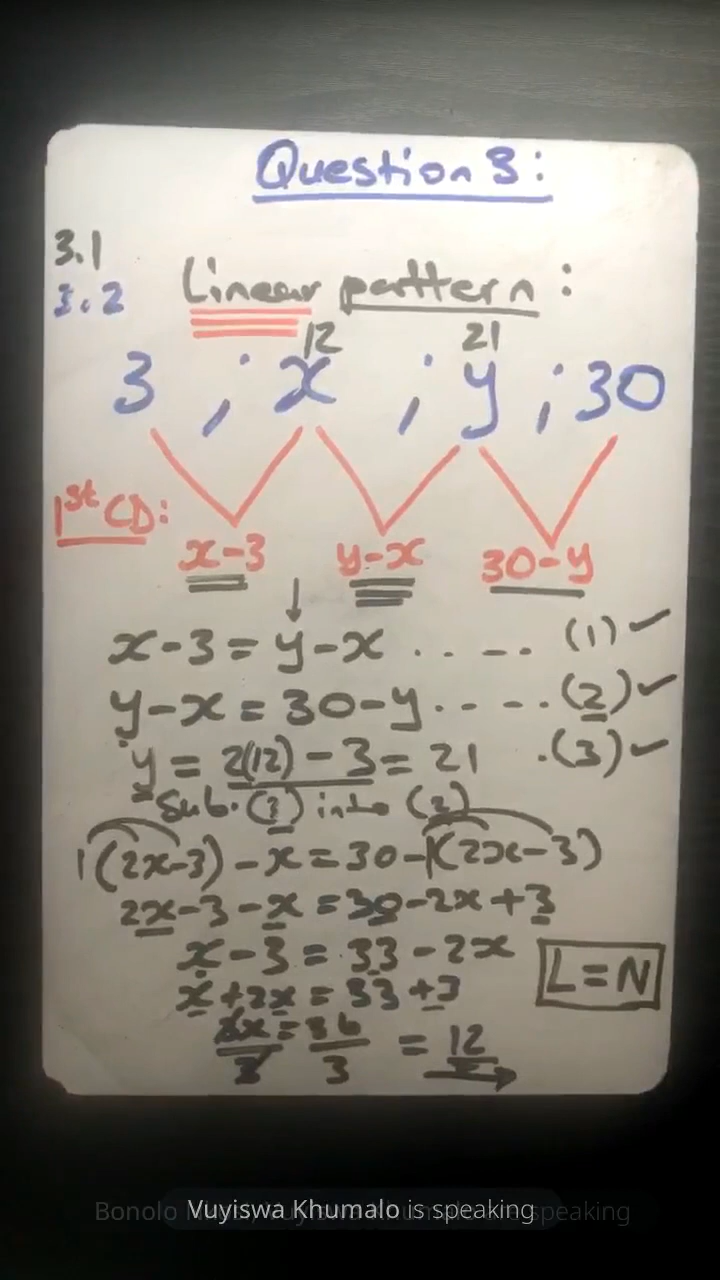 Question 3:
3.1
3.2
Linear pattern:
12 21
3 ; x ; y ; 30
1st CD:
x-3 y-x 30-y
↓
x-3 = y-x ..--.. (1) ✓
y-x = 30-y ..--.. (2) ✓
y = 2(12) - 3 = 21 .(3) ✓
Sub. (3) into (2)
1(2x-3) - x = 30 - 1(2x-3)
2x-3-x = 30-2x+3
x-3 = 33-2x
L=N
x+2x = 33+3
3x/3 = 36/3 = 12
Vuyiswa Khumalo is speaking